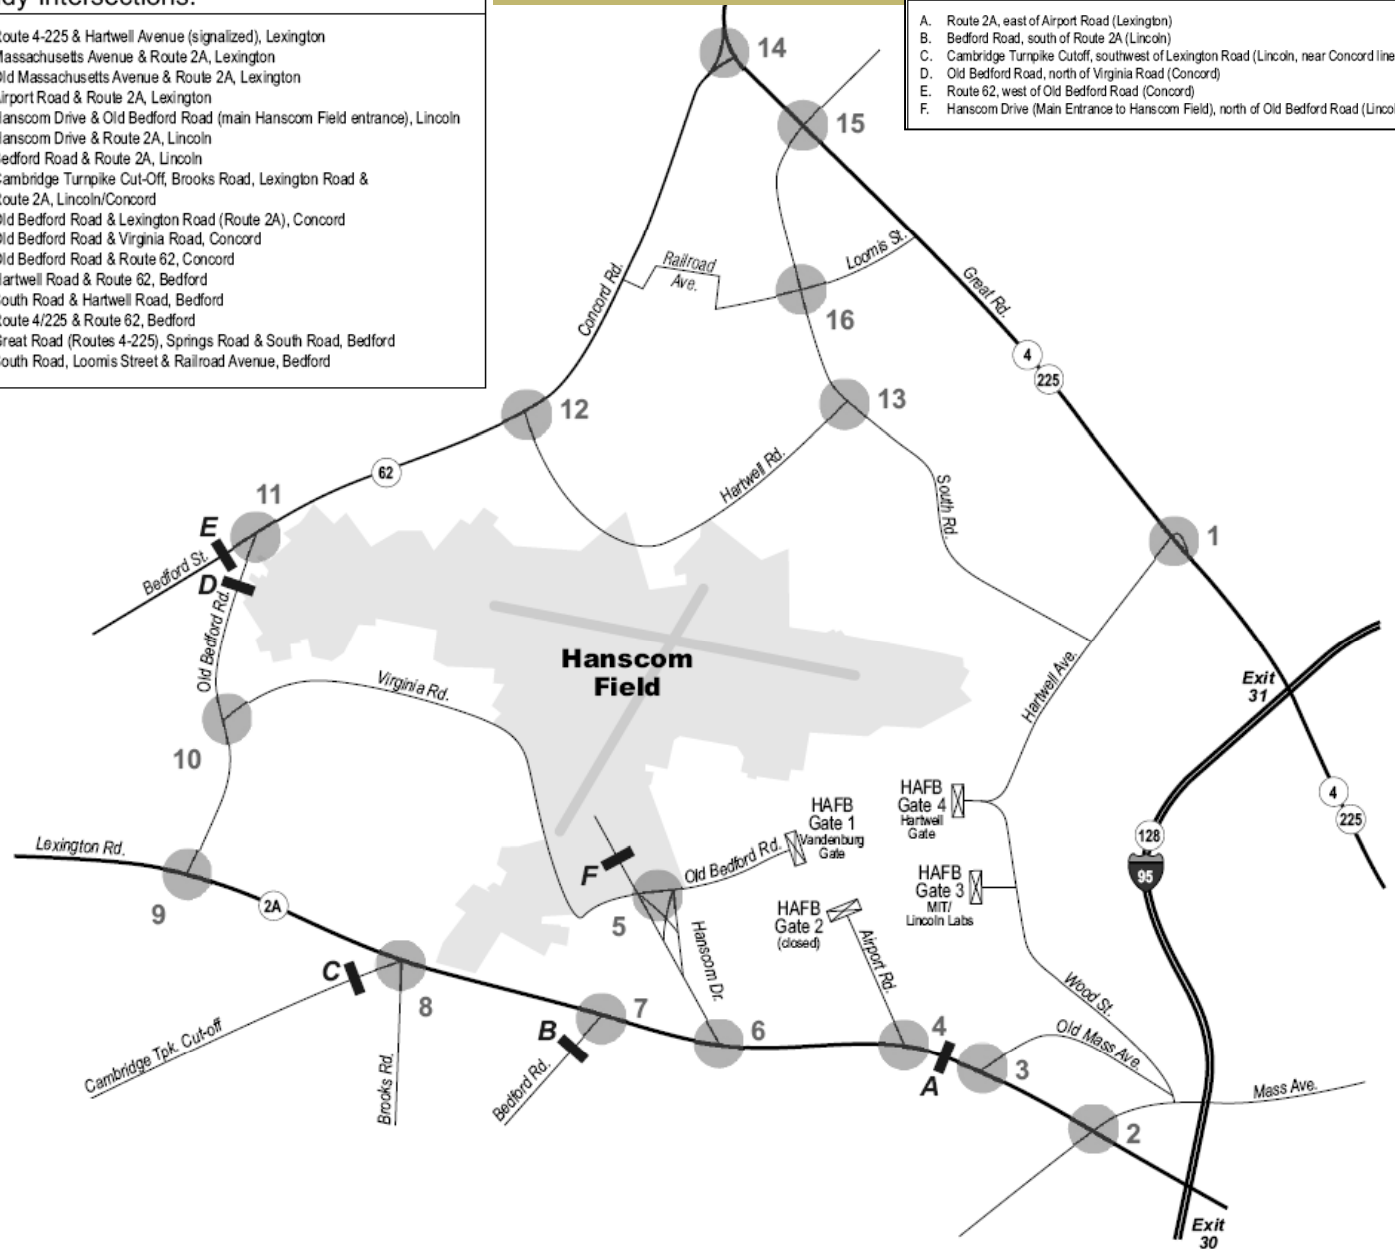 dy Intersections:
oute 4-225 & Hartwell Avenue (signalized), Lexington
assachusetts Avenue & Route 2A, Lexington
ld Massachusetts Avenue & Route 2A, Lexington
irport Road & Route 2A, Lexington
anscom Drive & Old Bedford Road (main Hanscom Field entrance), Lincoln
anscom Drive & Route 2A, Lincoln
edford Road & Route 2A, Lincoln
ambridge Turnpike Cut-Off, Brooks Road, Lexington Road &
oute 2A, Lincoln/Concord
ld Bedford Road & Lexington Road (Route 2A), Concord
ld Bedford Road & Virginia Road, Concord
ld Bedford Road & Route 62, Concord
artwell Road & Route 62, Bedford
outh Road & Hartwell Road, Bedford
oute 4/225 & Route 62, Bedford
reat Road (Routes 4-225), Springs Road & South Road, Bedford
outh Road, Loomis Street & Railroad Avenue, Bedford
A. Route 2A, east of Airport Road (Lexington)
B. Bedford Road, south of Route 2A (Lincoln)
C. Cambridge Turnpike Cutoff, southwest of Lexington Road (Lincoln, near Concord line
D. Old Bedford Road, north of Virginia Road (Concord)
E. Route 62, west of Old Bedford Road (Concord)
F. Hanscom Drive (Main Entrance to Hanscom Field), north of Old Bedford Road (Lincol
14
15
Loomis St.
Railroad
Ave.
Concord Rd.
Great Rd.
16
4
225
12
13
62
Hartwell Rd.
South Rd.
11
E
Bedford St.
D
1
Old Bedford Rd.
Hanscom
Field
Virginia Rd.
Hartwell Ave.
Exit
31
10
HAFB
Gate 4
Hartwell
Gate
4
225
HAFB
Gate 1
Vandenburg
Gate
128
95
Lexington Rd.
F
Old Bedford Rd.
HAFB
Gate 3
MIT/
Lincoln Labs
9
2A
5
HAFB
Gate 2
(closed)
Airport Rd.
Hanscom Dr.
C
8
7
6
B
4
Wood St.
Old Mass Ave.
3
A
Cambridge Tpk. Cut-off
Brooks Rd.
Bedford Rd.
Mass Ave.
2
Exit
30